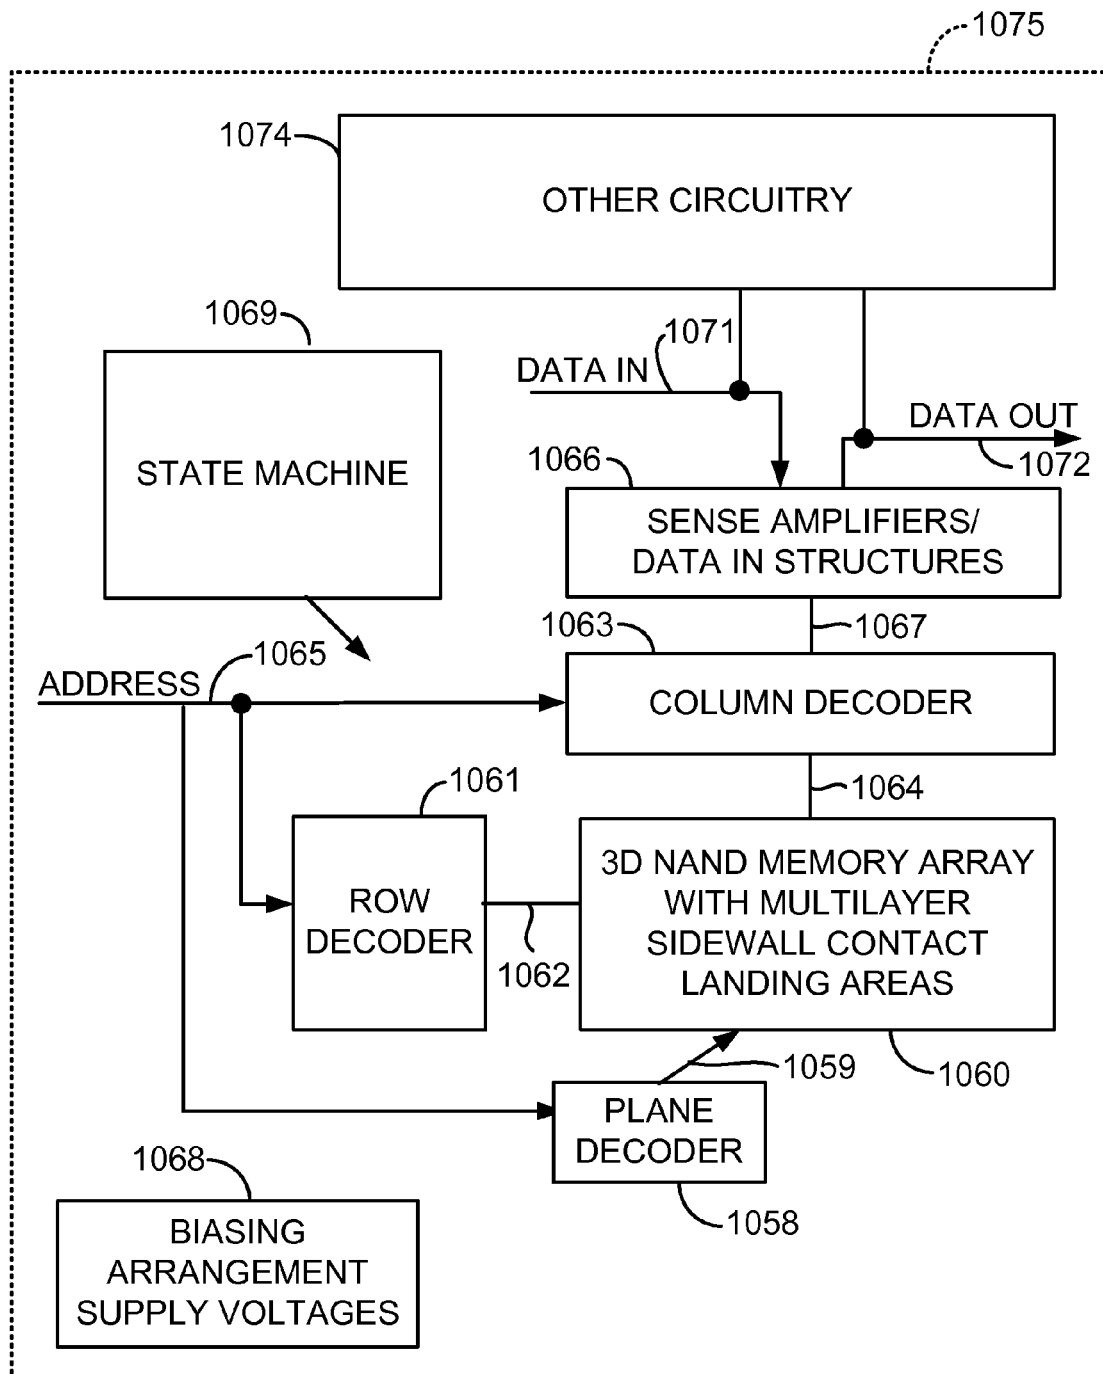 1075
1074
OTHER CIRCUITRY
1069
1071
DATA IN
DATA OUT
1072
STATE MACHINE
1066
SENSE AMPLIFIERS/
DATA IN STRUCTURES
1063
1067
1065
ADDRESS
COLUMN DECODER
1064
1061
ROW
DECODER
1062
3D NAND MEMORY ARRAY
WITH MULTILAYER
SIDEWALL CONTACT
LANDING AREAS
1059
1060
PLANE
DECODER
1058
1068
BIASING
ARRANGEMENT
SUPPLY VOLTAGES